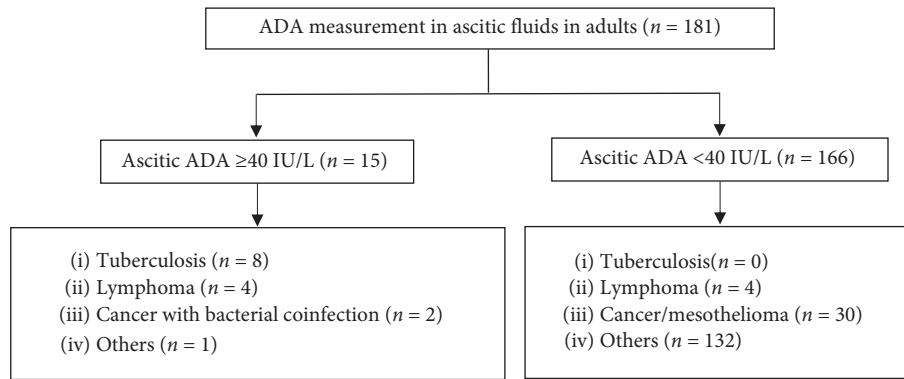 ADA measurement in ascitic fluids in adults (n = 181)
Ascitic ADA ≥40 IU/L (n = 15)
Ascitic ADA <40 IU/L (n = 166)
(i) Tuberculosis (n = 8)
(ii) Lymphoma (n = 4)
(iii) Cancer with bacterial coinfection (n = 2)
(iv) Others (n = 1)
(i) Tuberculosis(n = 0)
(ii) Lymphoma (n = 4)
(iii) Cancer/mesothelioma (n = 30)
(iv) Others (n = 132)